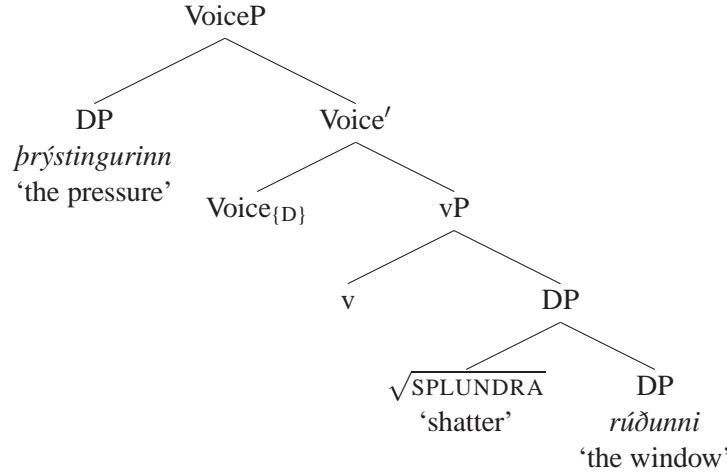 VoiceP
DP Voice′
þrýstingurinn
‘the pressure’
Voice{D} vP
v DP
√SPLUNDRA DP
‘shatter’ rúðunni
‘the window’